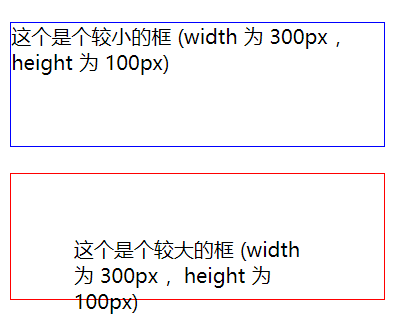 这个是个较小的框 (width 为 300px ，
height 为 100px)
这个是个较大的框 (width
为 300px ，height 为
100px)